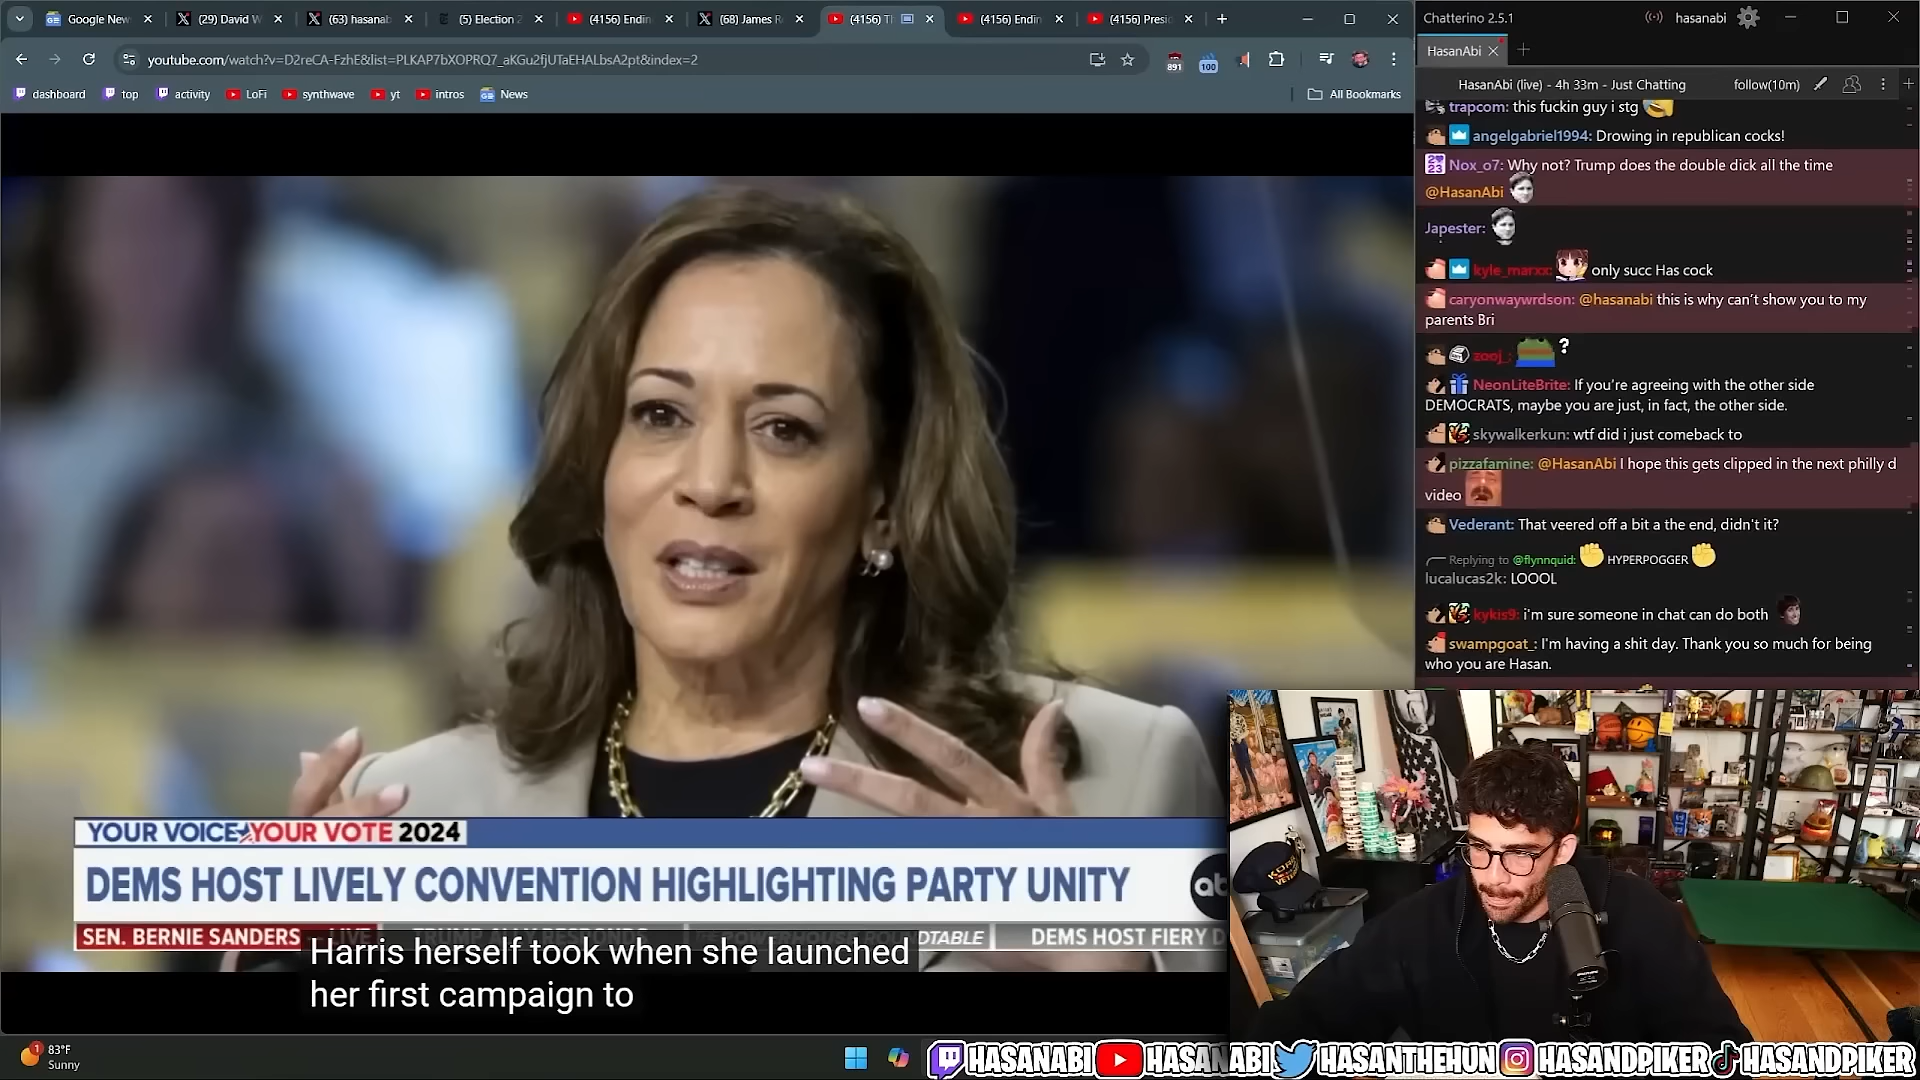 Google New
(29) David W
(63) hasanab
(5) Election 2
(4156) Endin
(68) James R
(4156) T
(4156) Endin
(4156) Presi
youtube.com/watch?v=D2reCA-FzhE&list=PLKAP7bXOPRQ7_aKGu2fjUTaEHALbsA2pt&index=2
891
100
dashboard
top
activity
LoFi
synthwave
yt
intros
News
All Bookmarks
YOUR VOICE YOUR VOTE 2024
DEMS HOST LIVELY CONVENTION HIGHLIGHTING PARTY UNITY
abc
SEN. BERNIE SANDERS LIVE
DEMS HOST FIERY D
Harris herself took when she launched
her first campaign to
1
83°F
Sunny
Chatterino 2.5.1
hasanabi
HasanAbi
HasanAbi (live) - 4h 33m - Just Chatting
follow(10m)
trapcom: this fuckin guy i stg
angelgabriel1994: Drowing in republican cocks!
Nox_o7: Why not? Trump does the double dick all the time
@HasanAbi
Japester:
kyle_marxx: only succ Has cock
caryonwaywrdson: @hasanabi this is why can't show you to my
parents Bri
zooj_: ?
NeonLiteBrite: If you're agreeing with the other side
DEMOCRATS, maybe you are just, in fact, the other side.
skywalkerkun: wtf did i just comeback to
pizzafamine: @HasanAbi I hope this gets clipped in the next philly d
video
Vederant: That veered off a bit a the end, didn't it?
Replying to @flynnquid: HYPERPOGGER
lucalucas2k: LOOOL
kykis9: i'm sure someone in chat can do both
swampgoat_: I'm having a shit day. Thank you so much for being
who you are Hasan.
HASANABI HASANABI HASANTHEHUN HASANDPIKER HASANDPIKER